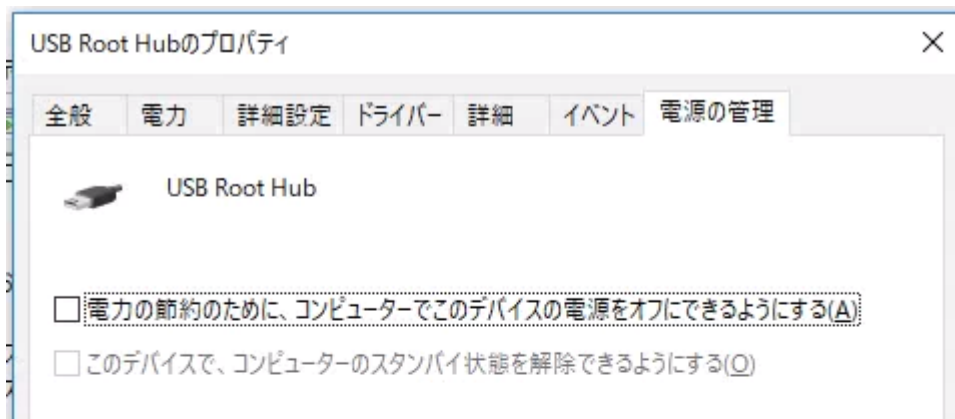 USB Root Hubのプロパティ
全般 電力 詳細設定 ドライバー 詳細 イベント 電源の管理
USB Root Hub
電力の節約のために、コンピューターでこのデバイスの電源をオフにできるようにする(A)
このデバイスで、コンピューターのスタンバイ状態を解除できるようにする(O)